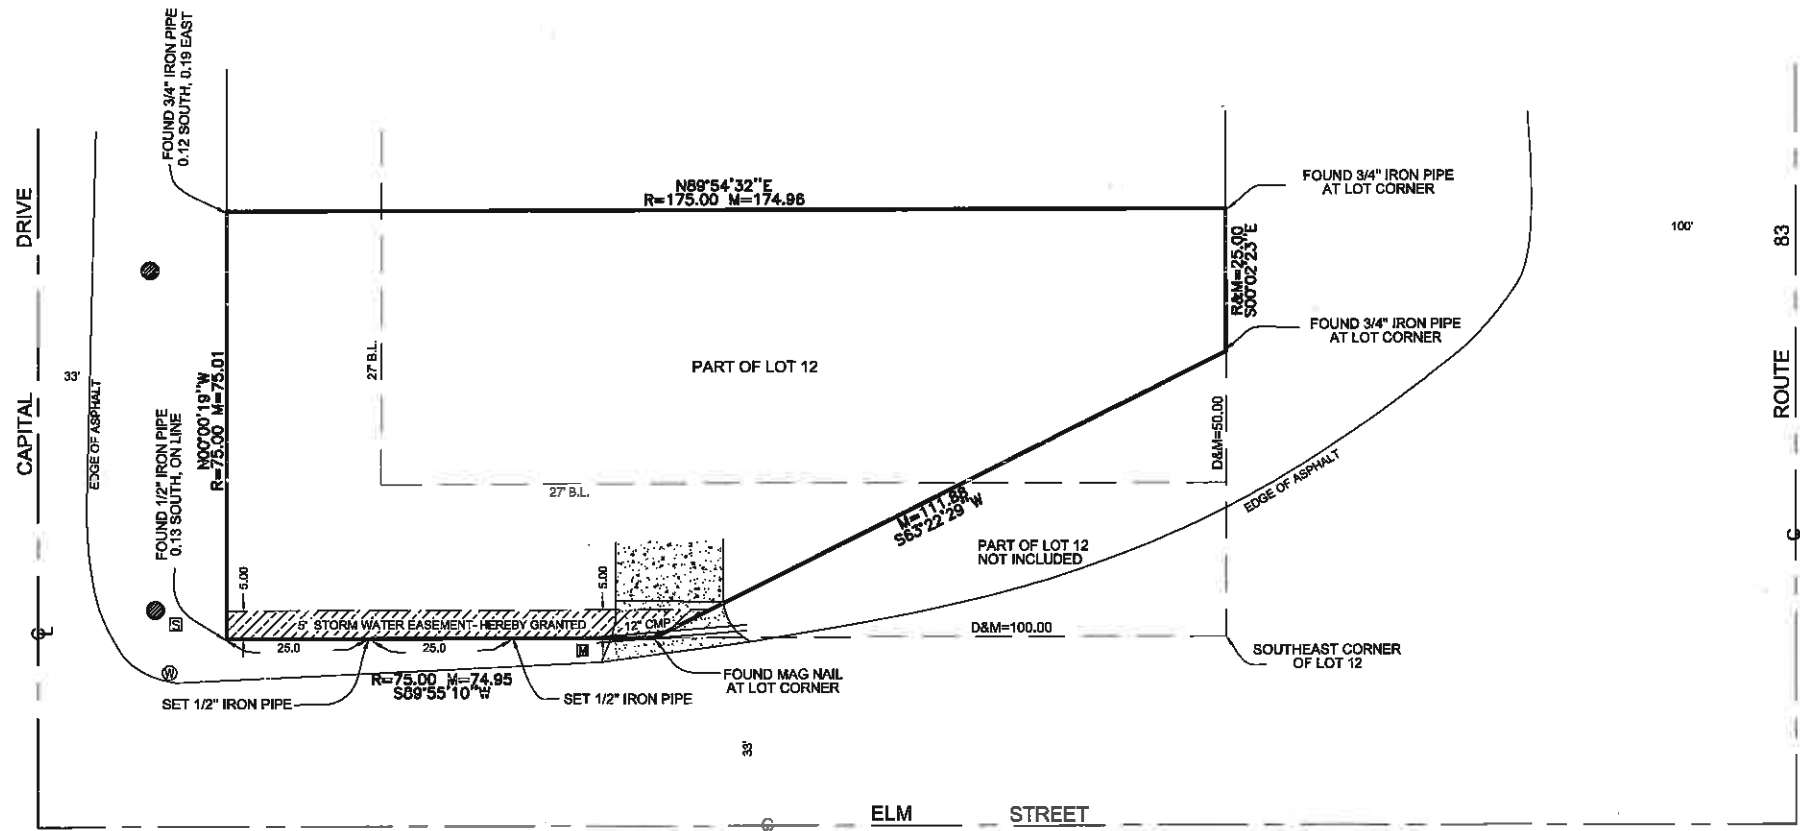 FOUND 3/4" IRON PIPE
0.12 SOUTH, 0.19 EAST
N89°54'32"E
R=175.00 M=174.96
FOUND 3/4" IRON PIPE
AT LOT CORNER
CAPITAL DRIVE
33'
EDGE OF ASPHALT
N00°00'19"W
R=75.00 M=75.01
27' B.L.
PART OF LOT 12
R&M=25.00
S00°02'23"E
FOUND 3/4" IRON PIPE
AT LOT CORNER
100'
ROUTE 83
FOUND 1/2" IRON PIPE
0.13 SOUTH, ON LINE
27' B.L.
M=111.88
S63°22'29"W
D&M=50.00
EDGE OF ASPHALT
PART OF LOT 12
NOT INCLUDED
5.00
5.00
5' STORM WATER EASEMENT- HEREBY GRANTED
12" CMP
D&M=100.00
S
25.0
25.0
M
W
SOUTHEAST CORNER
OF LOT 12
R=75.00 M=74.95
S89°55'10"W
FOUND MAG NAIL
AT LOT CORNER
SET 1/2" IRON PIPE
SET 1/2" IRON PIPE
33'
ELM STREET